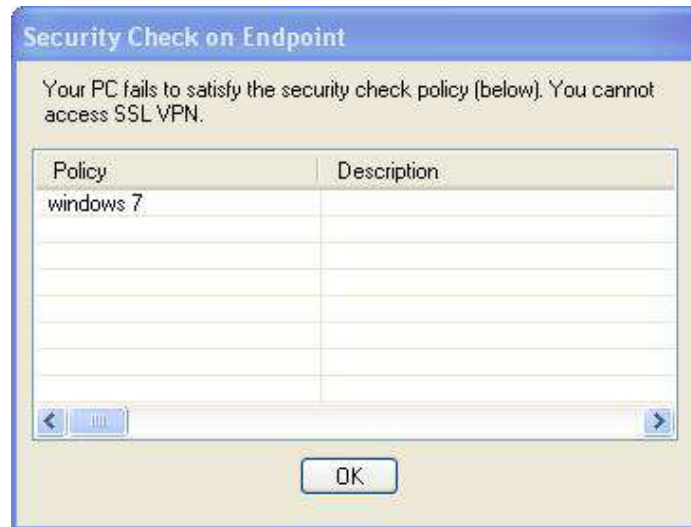 Security Check on Endpoint
Your PC fails to satisfy the security check policy (below). You cannot
access SSL VPN.
Policy Description
windows 7
OK